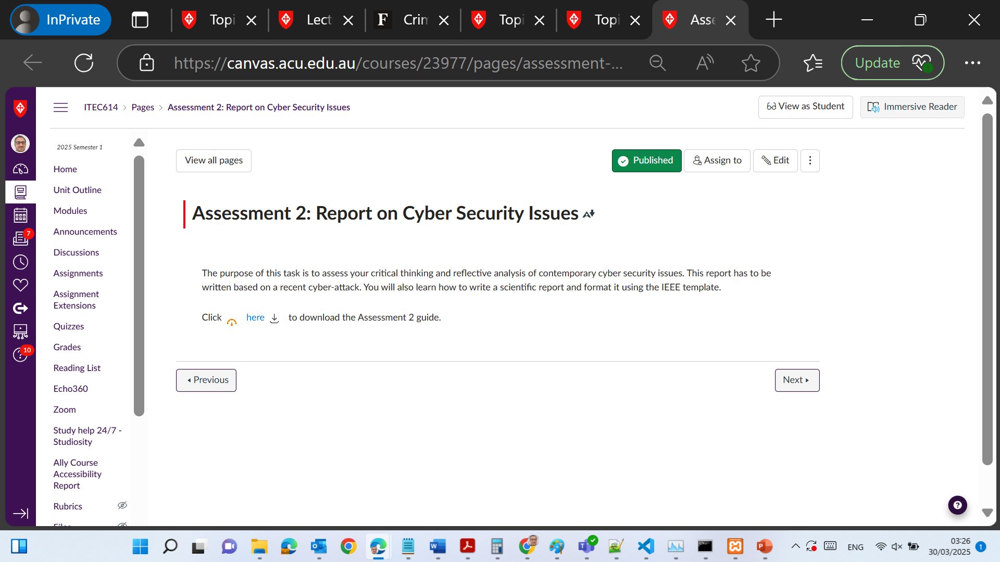 InPrivate
Topi
Lect
F Crim
Topi
Topi
Asse
https://canvas.acu.edu.au/courses/23977/pages/assessment-...
Update
ITEC614 > Pages > Assessment 2: Report on Cyber Security Issues
View as Student
Immersive Reader
2025 Semester 1
Home
Unit Outline
Modules
Announcements
Discussions
Assignments
Assignment
Extensions
Quizzes
Grades
Reading List
Echo360
Zoom
Study help 24/7 -
Studiosity
Ally Course
Accessibility
Report
Rubrics
Files
7
10
View all pages
Published
Assign to
Edit
Assessment 2: Report on Cyber Security Issues
The purpose of this task is to assess your critical thinking and reflective analysis of contemporary cyber security issues. This report has to be
written based on a recent cyber-attack. You will also learn how to write a scientific report and format it using the IEEE template.
Click here to download the Assessment 2 guide.
Previous
Next
ENG
03:26
30/03/2025
1